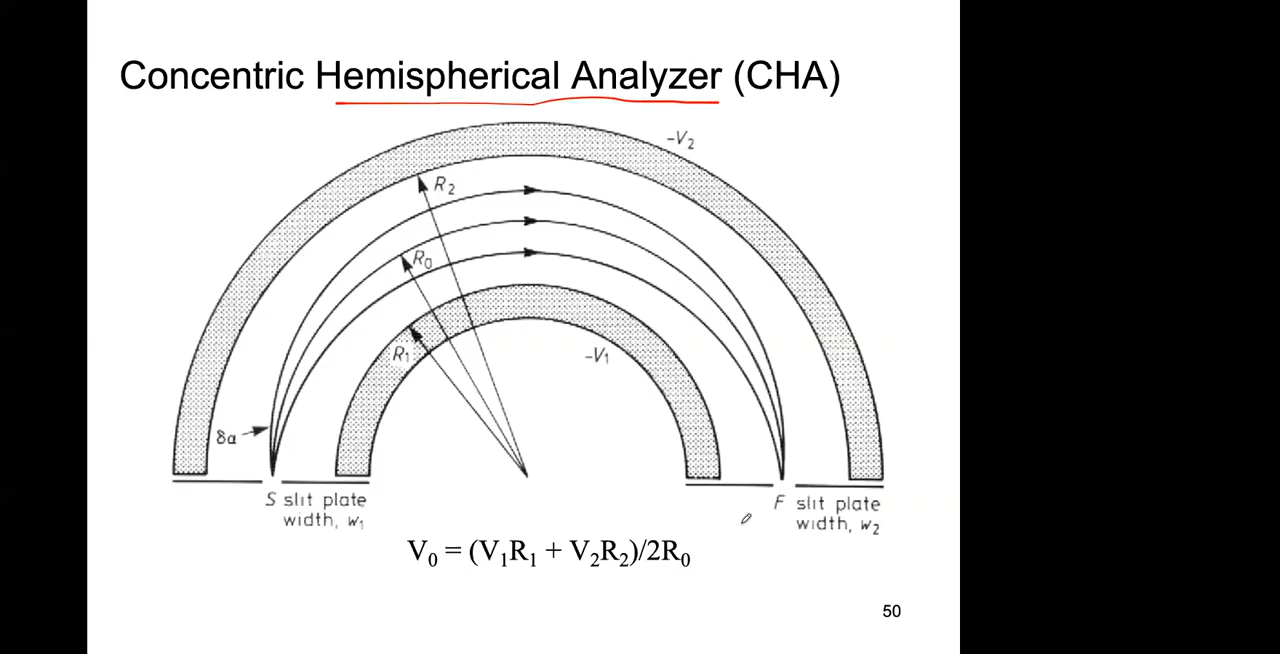 Concentric Hemispherical Analyzer (CHA)
-V₂
R₂
R₀
R₁
-V₁
δα
S slit plate
width, w₁
F slit plate
width, w₂
V₀ = (V₁R₁ + V₂R₂)/2R₀
50